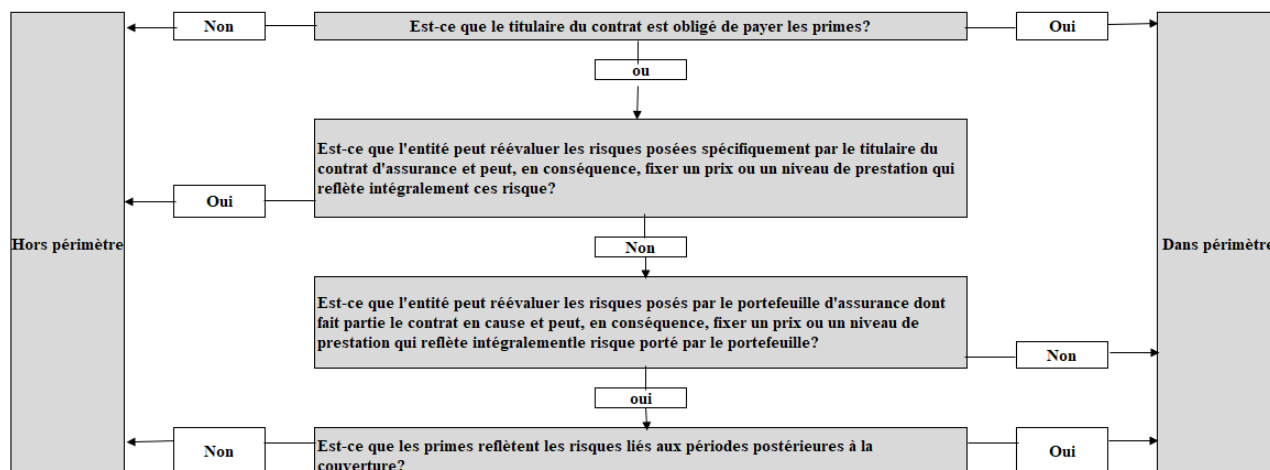 Non
Est-ce que le titulaire du contrat est obligé de payer les primes?
Oui
ou
Est-ce que l'entité peut réévaluer les risques posées spécifiquement par le titulaire du
contrat d'assurance et peut, en conséquence, fixer un prix ou un niveau de prestation qui
reflète intégralement ces risque?
Oui
Hors périmètre
Non
Dans périmètre
Est-ce que l'entité peut réévaluer les risques posés par le portefeuille d'assurance dont
fait partie le contrat en cause et peut, en conséquence, fixer un prix ou un niveau de
prestation qui reflète intégralementle risque porté par le portefeuille?
Non
oui
Non
Est-ce que les primes reflètent les risques liés aux périodes postérieures à la
couverture?
Oui